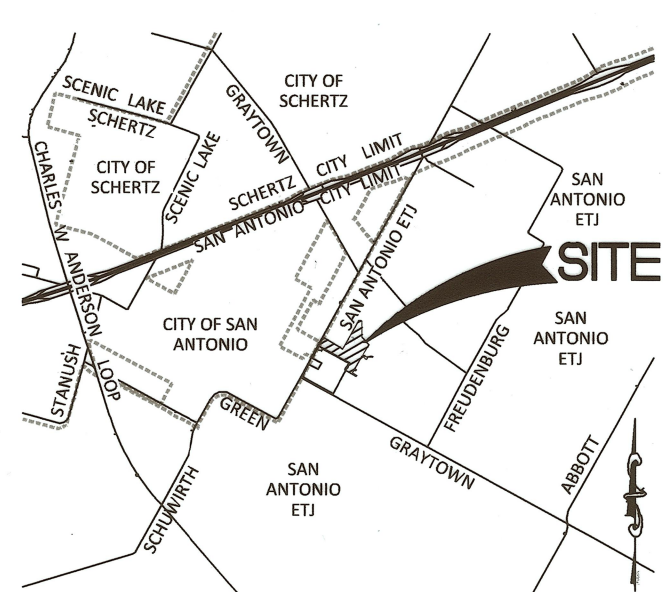 CITY OF
SCHERTZ
SCENIC LAKE
SCHERTZ
GRAYTOWN
CITY OF
SCHERTZ
SCENIC LAKE
CHARLES W ANDERSON LOOP
SCHERTZ CITY LIMIT
SAN ANTONIO CITY LIMIT
SAN ANTONIO ETJ
SAN
ANTONIO
ETJ
SITE
CITY OF SAN
ANTONIO
SAN
ANTONIO
ETJ
STANUSH
FREUDENBURG
GREEN
GRAYTOWN
ABBOTT
SAN
ANTONIO
ETJ
SCHUWIRTH